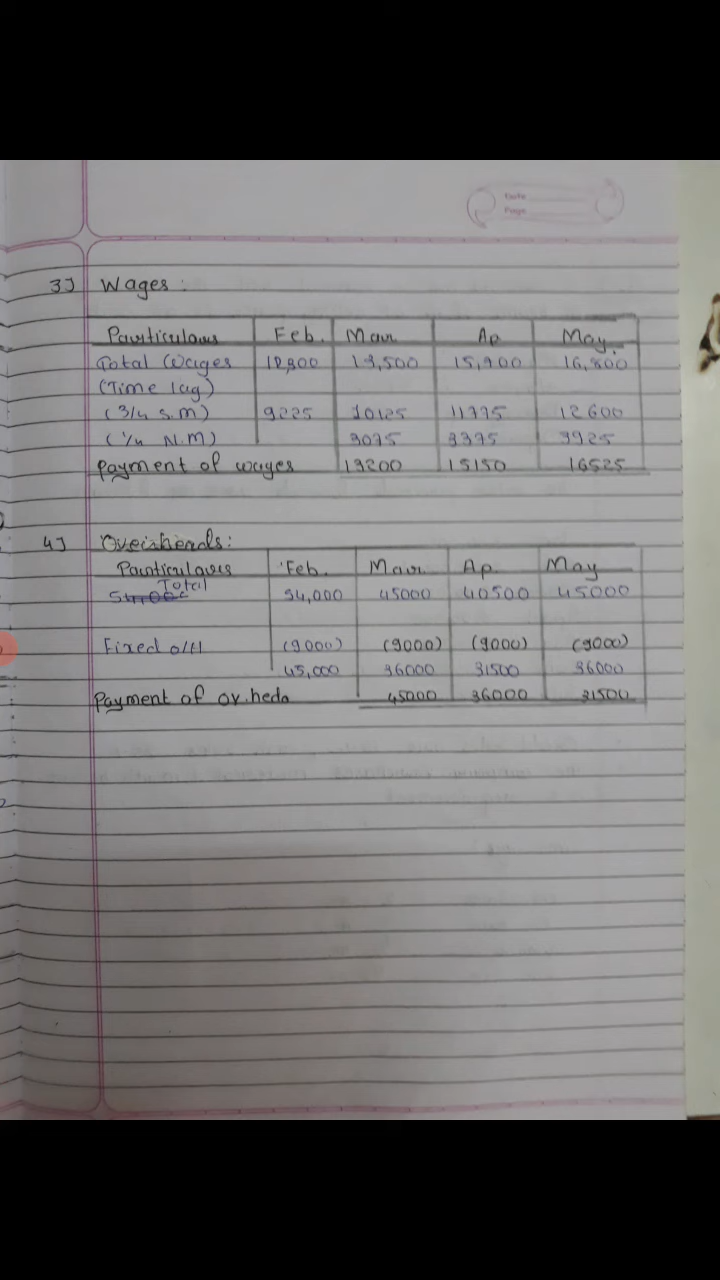 Date
Page
3] Wages :
Particulars Feb. Mar Ap May.
Total Wages 12,300 13,500 15,700 16,800
(Time lag)
(3/4 S.M) 9225 10125 11775 12600
(1/4 N.M) 3075 3375 3925
Payment of wages 13200 15150 16525
4] Overheads:
Particulars Feb. Mar Ap May
Total 54,000 45000 40500 45000
Fixed o/H (9000) (9000) (9000) (9000)
45,000 36000 31500 36000
Payment of ov.heds 45000 36000 31500